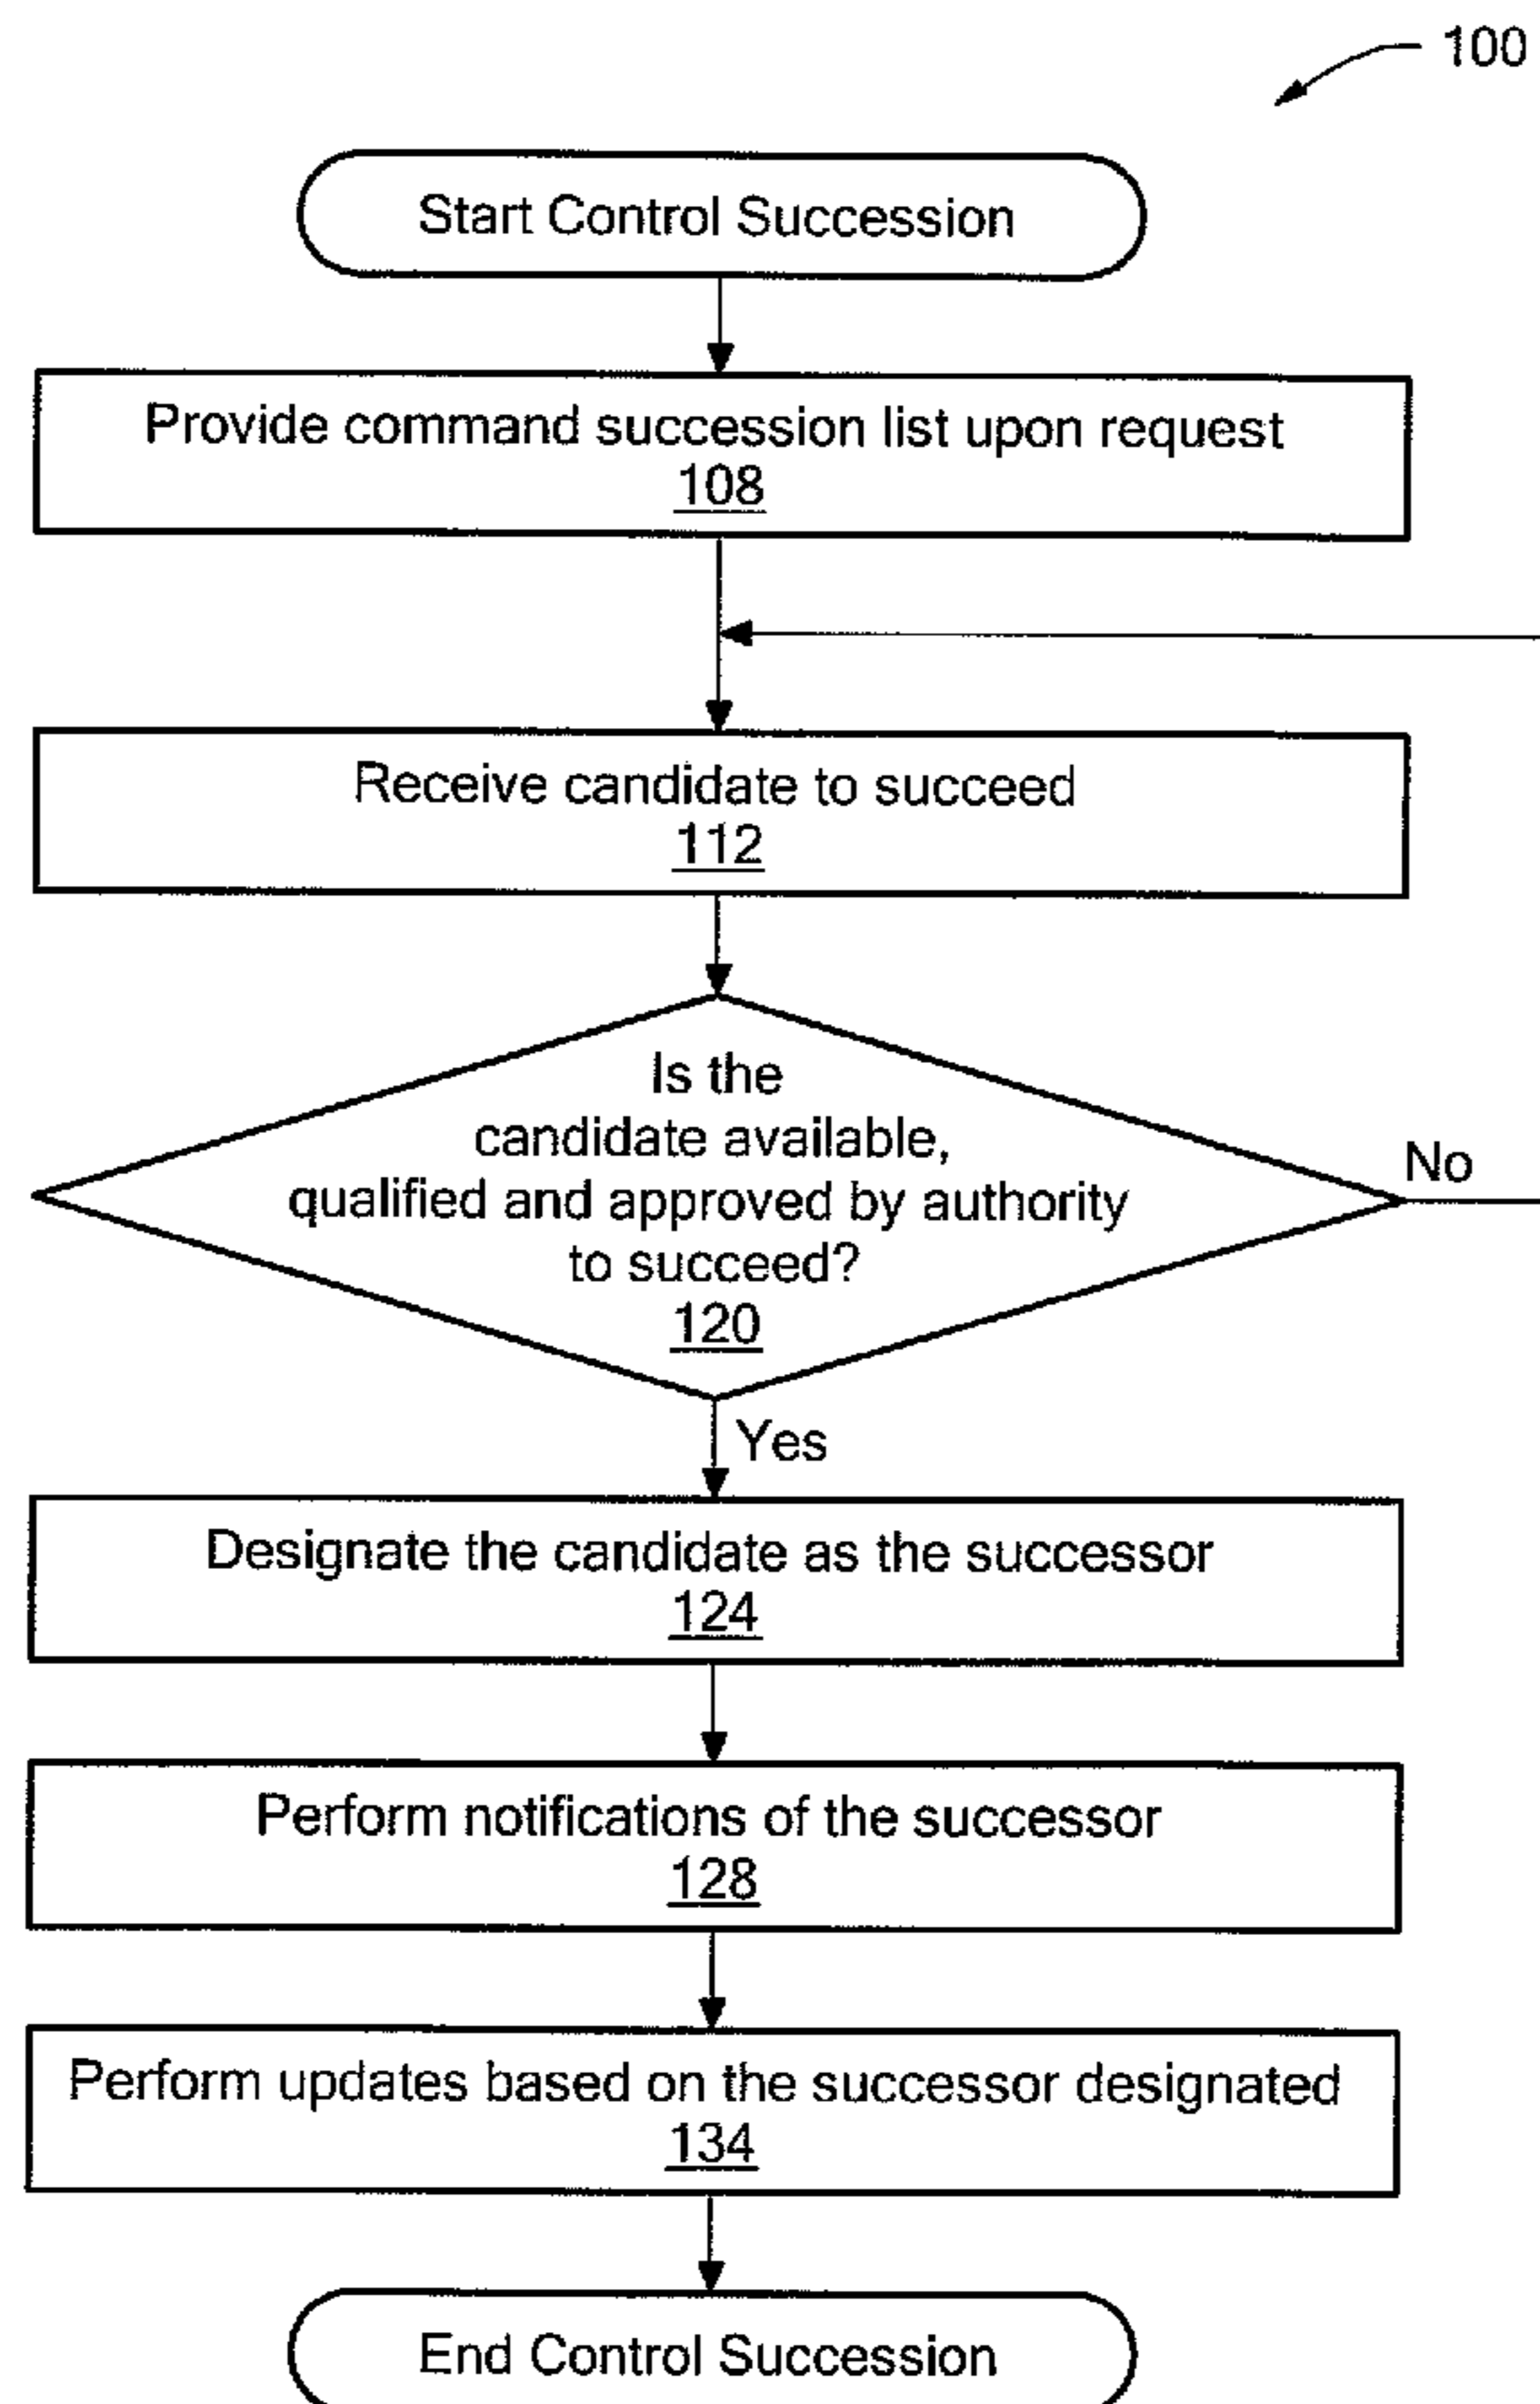 100
Start Control Succession
Provide command succession list upon request
108
Receive candidate to succeed
112
Is the
candidate available,
qualified and approved by authority
to succeed?
120
No
Yes
Designate the candidate as the successor
124
Perform notifications of the successor
128
Perform updates based on the successor designated
134
End Control Succession